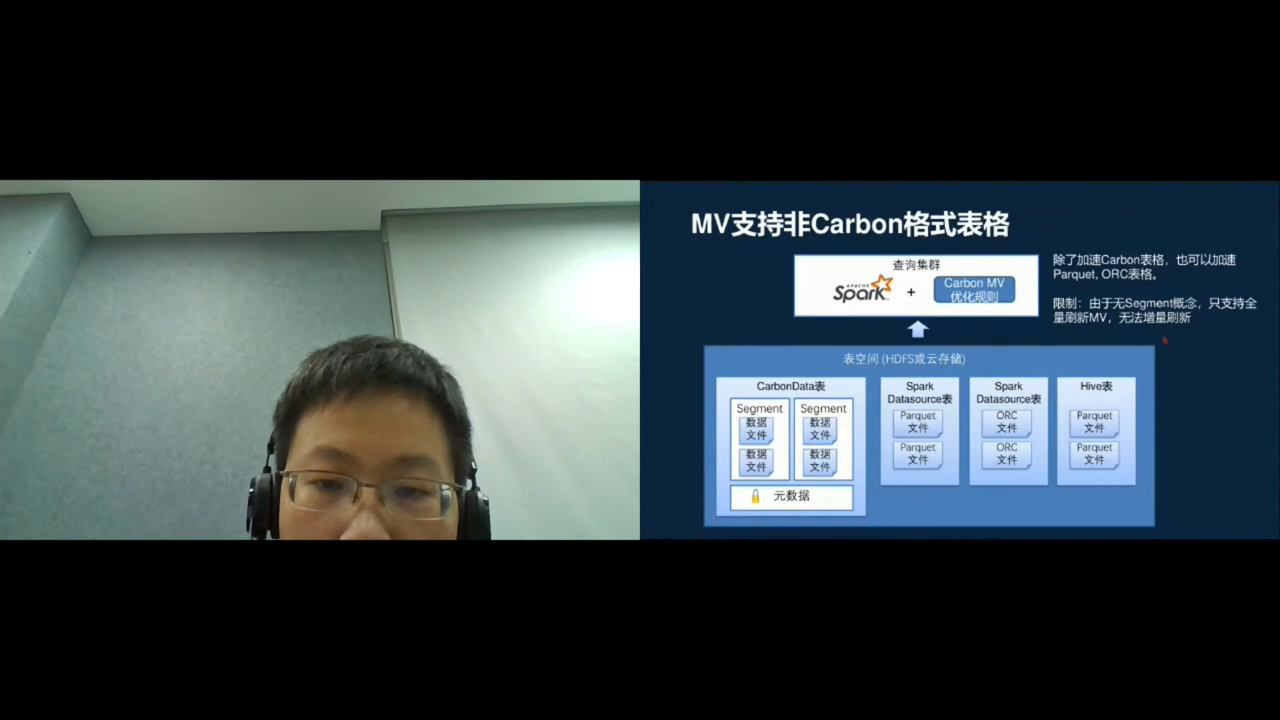 MV支持非Carbon格式表格
查询集群
APACHE
Spark
+
Carbon MV
优化规则
除了加速Carbon表格，也可以加速
Parquet, ORC表格。
限制：由于无Segment概念，只支持全
量刷新MV，无法增量刷新
表空间 (HDFS或云存储)
CarbonData表
Segment
数据
文件
数据
文件
Segment
数据
文件
数据
文件
元数据
Spark
Datasource表
Parquet
文件
Parquet
文件
Spark
Datasource表
ORC
文件
ORC
文件
Hive表
Parquet
文件
Parquet
文件